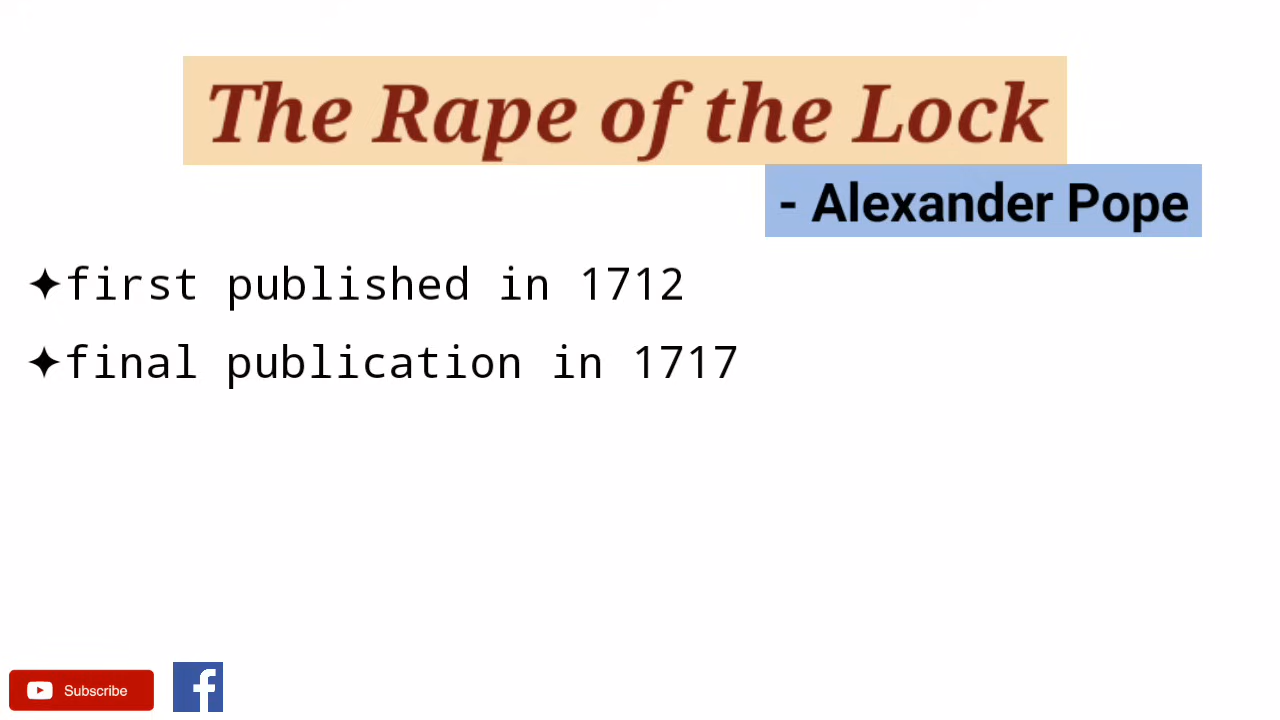 The Rape of the Lock
- Alexander Pope
✦first published in 1712
✦final publication in 1717
Subscribe